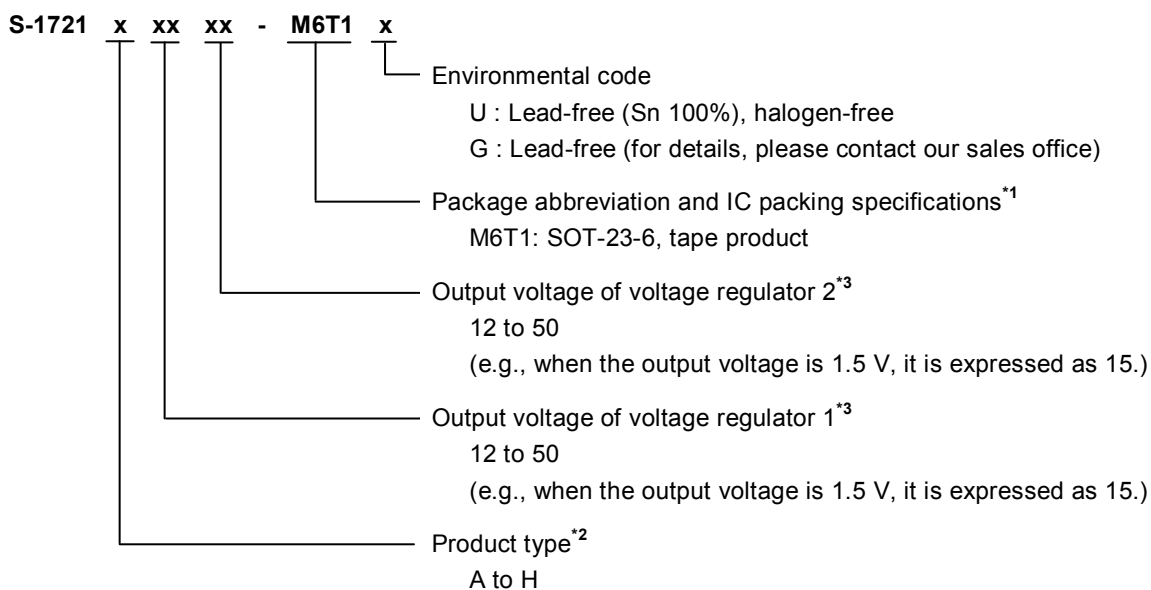 S-1721 x xx xx - M6T1 x
Environmental code
U : Lead-free (Sn 100%), halogen-free
G : Lead-free (for details, please contact our sales office)
Package abbreviation and IC packing specifications*1
M6T1: SOT-23-6, tape product
Output voltage of voltage regulator 2*3
12 to 50
(e.g., when the output voltage is 1.5 V, it is expressed as 15.)
Output voltage of voltage regulator 1*3
12 to 50
(e.g., when the output voltage is 1.5 V, it is expressed as 15.)
Product type*2
A to H